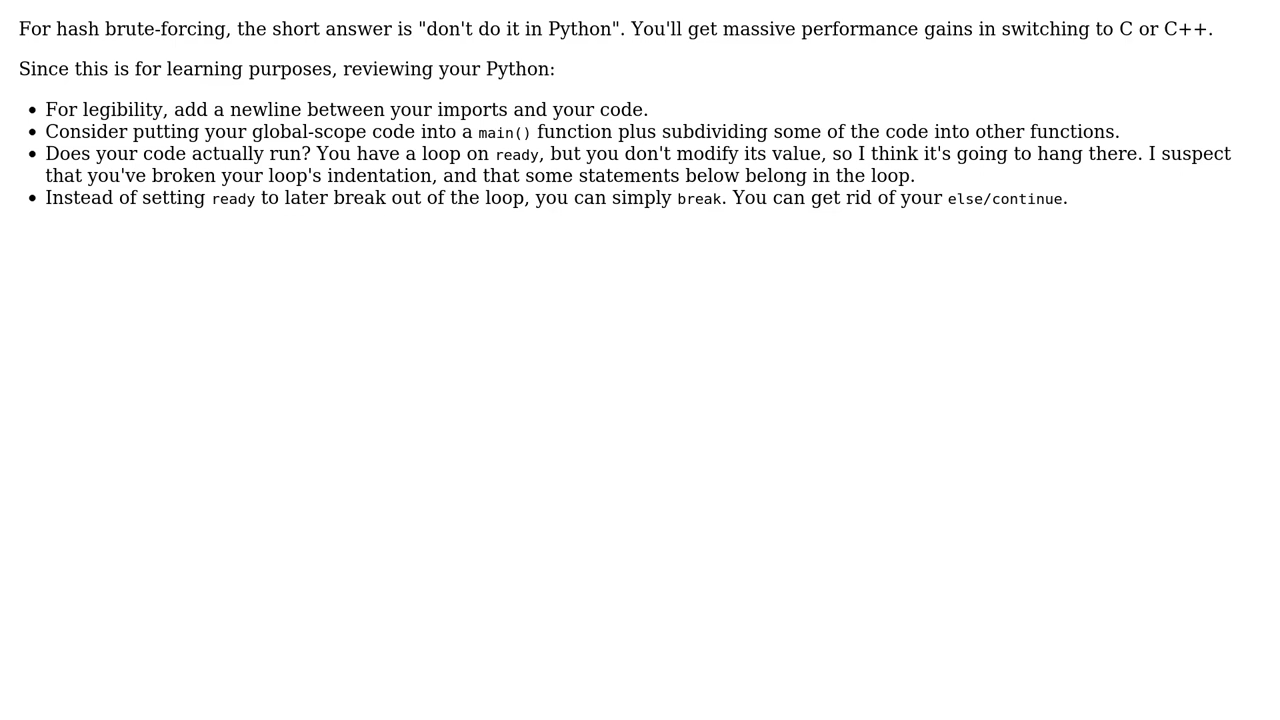 For hash brute-forcing, the short answer is "don't do it in Python". You'll get massive performance gains in switching to C or C++.
Since this is for learning purposes, reviewing your Python:
• For legibility, add a newline between your imports and your code.
• Consider putting your global-scope code into a main() function plus subdividing some of the code into other functions.
• Does your code actually run? You have a loop on ready, but you don't modify its value, so I think it's going to hang there. I suspect
that you've broken your loop's indentation, and that some statements below belong in the loop.
• Instead of setting ready to later break out of the loop, you can simply break. You can get rid of your else/continue.